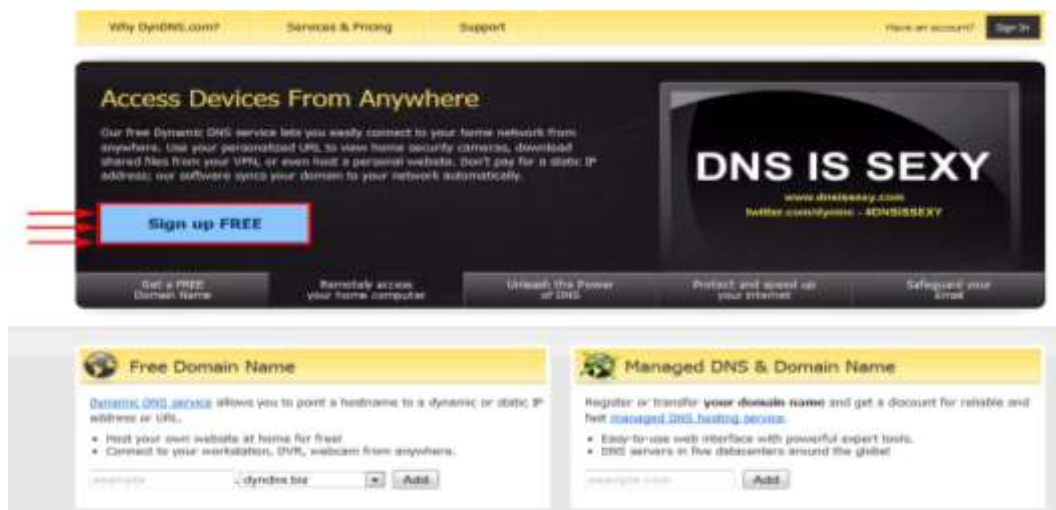 Why DynDNS.com?
Services & Pricing
Support
Have an account?
Sign In
Access Devices From Anywhere
Our free Dynamic DNS service lets you easily connect to your home network from
anywhere. Use your personalized URL to view home security cameras, download
shared files from your VPN, or even host a personal website. Don't pay for a static IP
address; our software syncs your domain to your network automatically.
Sign up FREE
DNS IS SEXY
www.dnsissexy.com
twitter.com/dyninc - #DNSISSEXY
Get a FREE
Domain Name
Remotely access
your home computer
Unleash the Power
of DNS
Protect and speed up
your internet
Safeguard your
Email
Free Domain Name
Dynamic DNS service allows you to point a hostname to a dynamic or static IP
address or URL.
• Host your own website at home for free!
• Connect to your workstation, DVR, webcam from anywhere.
example
. dyndns.biz
Add
Managed DNS & Domain Name
Register or transfer your domain name and get a discount for reliable and
fast managed DNS hosting service.
• Easy-to-use web interface with powerful expert tools.
• DNS servers in five datacenters around the globe!
example.com
Add